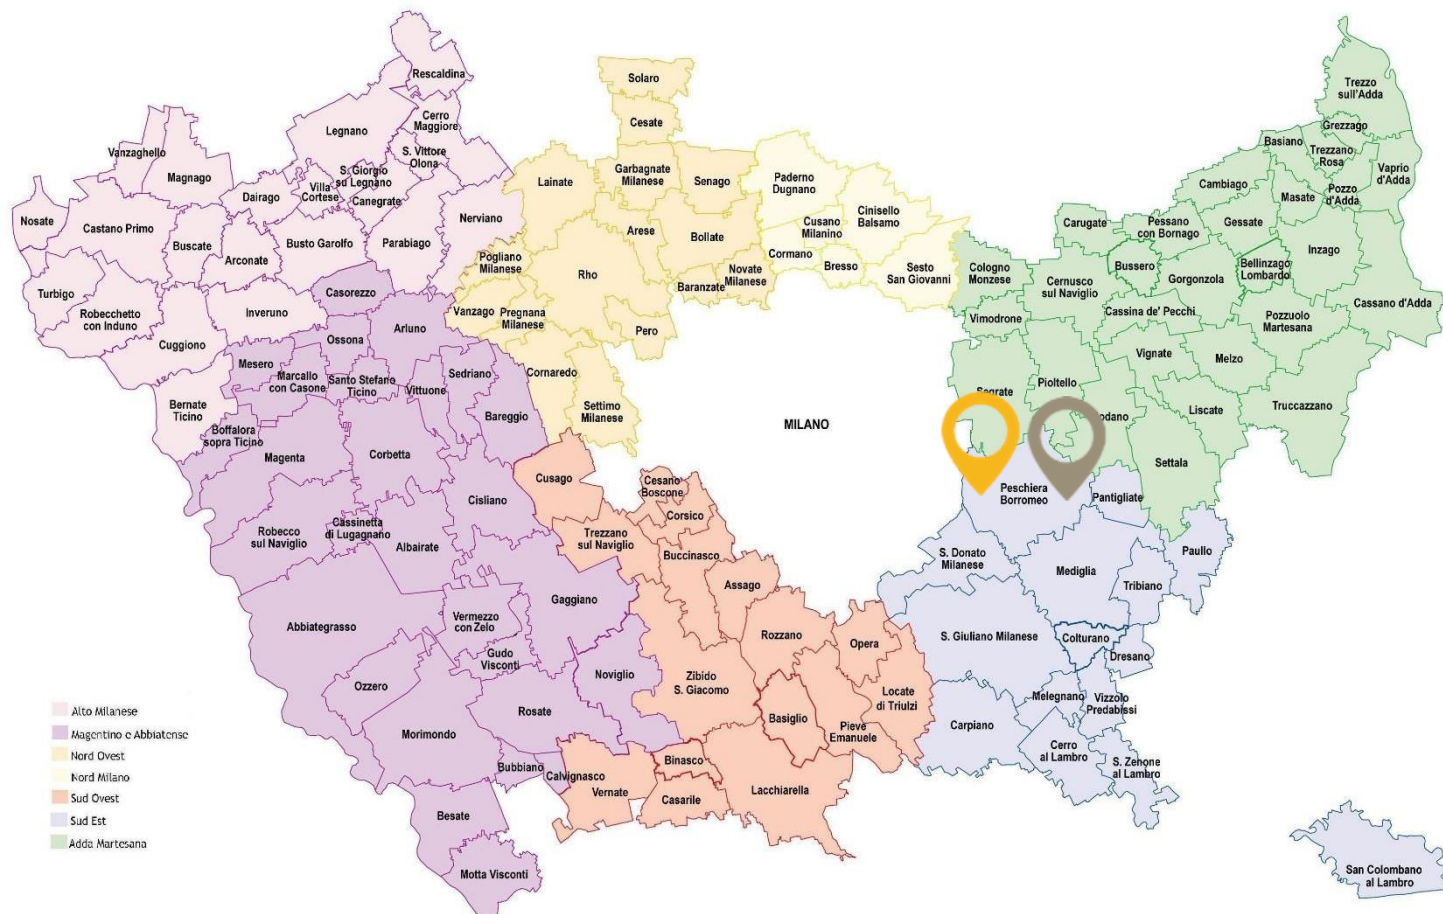 Rescaldina
Solaro
Trezzo
sull'Adda
Cerro
Maggiore
Legnano
Cesate
Grezzago
Basiano
Trezzano
Rosa
Vanzaghello
Magnago
S. Vittore
Olona
S. Giorgio
su Legnano
Villa
Cortese
Canegrate
Dairago
Lainate
Garbagnate
Milanese
Senago
Paderno
Dugnano
Cambiago
Masate
Pozzo
d'Adda
Vaprio
d'Adda
Nosate
Castano Primo
Buscate
Arconate
Busto Garolfo
Parabiago
Nerviano
Arese
Bollate
Cusano
Milanino
Cinisello
Balsamo
Carugate
Pessano
con Bornago
Gessate
Inzago
Pogliano
Milanese
Rho
Baranzate
Novate
Milanese
Cormano
Bresso
Sesto
San Giovanni
Cologno
Monzese
Cernusco
sul Naviglio
Bussero
Gorgonzola
Bellinzago
Lombardo
Turbigo
Robecchetto
con Induno
Cuggiono
Inveruno
Casorezzo
Arluno
Ossona
Vanzago
Pregnana
Milanese
Pero
Vimodrone
Cassina de' Pecchi
Pozzuolo
Martesana
Cassano d'Adda
Mesero
Marcallo
con Casone
Santo Stefano
Ticino
Vittuone
Sedriano
Bareggio
Cornaredo
Settimo
Milanese
Vignate
Melzo
Pioltello
Liscate
Truccazzano
Bernate
Ticino
Boffalora
sopra Ticino
Magenta
Corbetta
MILANO
Settala
Cusago
Cisliano
Cesano
Boscone
Corsico
Peschiera
Borromeo
Pantigliate
Robecco
sul Naviglio
Cassinetta
di Lugagnano
Albairate
Trezzano
sul Naviglio
Buccinasco
Assago
S. Donato
Milanese
Mediglia
Tribiano
Paullo
Abbiategrasso
Vermezzo
con Zelo
Gaggiano
Rozzano
Opera
S. Giuliano Milanese
Colturano
Dresano
Gudo
Visconti
Noviglio
Zibido
S. Giacomo
Ozzero
Rosate
Basiglio
Pieve
Emanuele
Locate
di Triulzi
Carpiano
Melegnano
Vizzolo
Predabissi
Morimondo
Bubbiano
Calvignasco
Vernate
Binasco
Casarile
Lacchiarella
Cerro
al Lambro
S. Zenone
al Lambro
Besate
Motta Visconti
San Colombano
al Lambro
Alto Milanese
Magentino e Abbiatense
Nord Ovest
Nord Milano
Sud Ovest
Sud Est
Adda Martesana